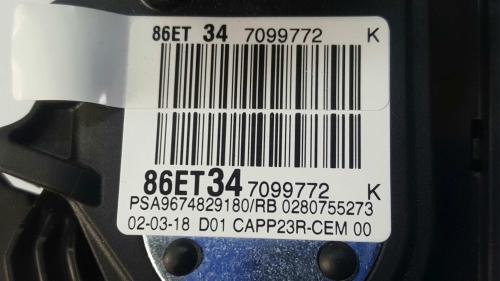 86ET 34 7099772 K
86ET34 7099772 K
PSA9674829180/RB 0280755273
02-03-18 D01 CAPP23R-CEM 00